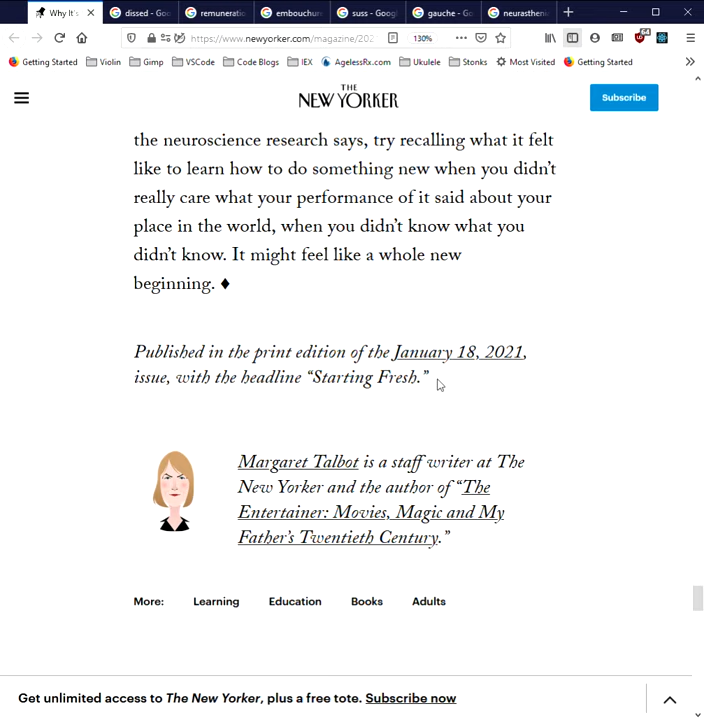 Why It's
dissed - Goo
remuneratio
embouchure
suss - Googl
gauche - Go
neurastheni
https://www.newyorker.com/magazine/202
130%
Getting Started
Violin
Gimp
VSCode
Code Blogs
IEX
AgelessRx.com
Ukulele
Stonks
Most Visited
Getting Started
THE
NEW YORKER
Subscribe
the neuroscience research says, try recalling what it felt
like to learn how to do something new when you didn’t
really care what your performance of it said about your
place in the world, when you didn’t know what you
didn’t know. It might feel like a whole new
beginning. ♦
Published in the print edition of the January 18, 2021,
issue, with the headline “Starting Fresh.”
Margaret Talbot is a staff writer at The
New Yorker and the author of “The
Entertainer: Movies, Magic and My
Father’s Twentieth Century.”
More: Learning Education Books Adults
Get unlimited access to The New Yorker, plus a free tote. Subscribe now